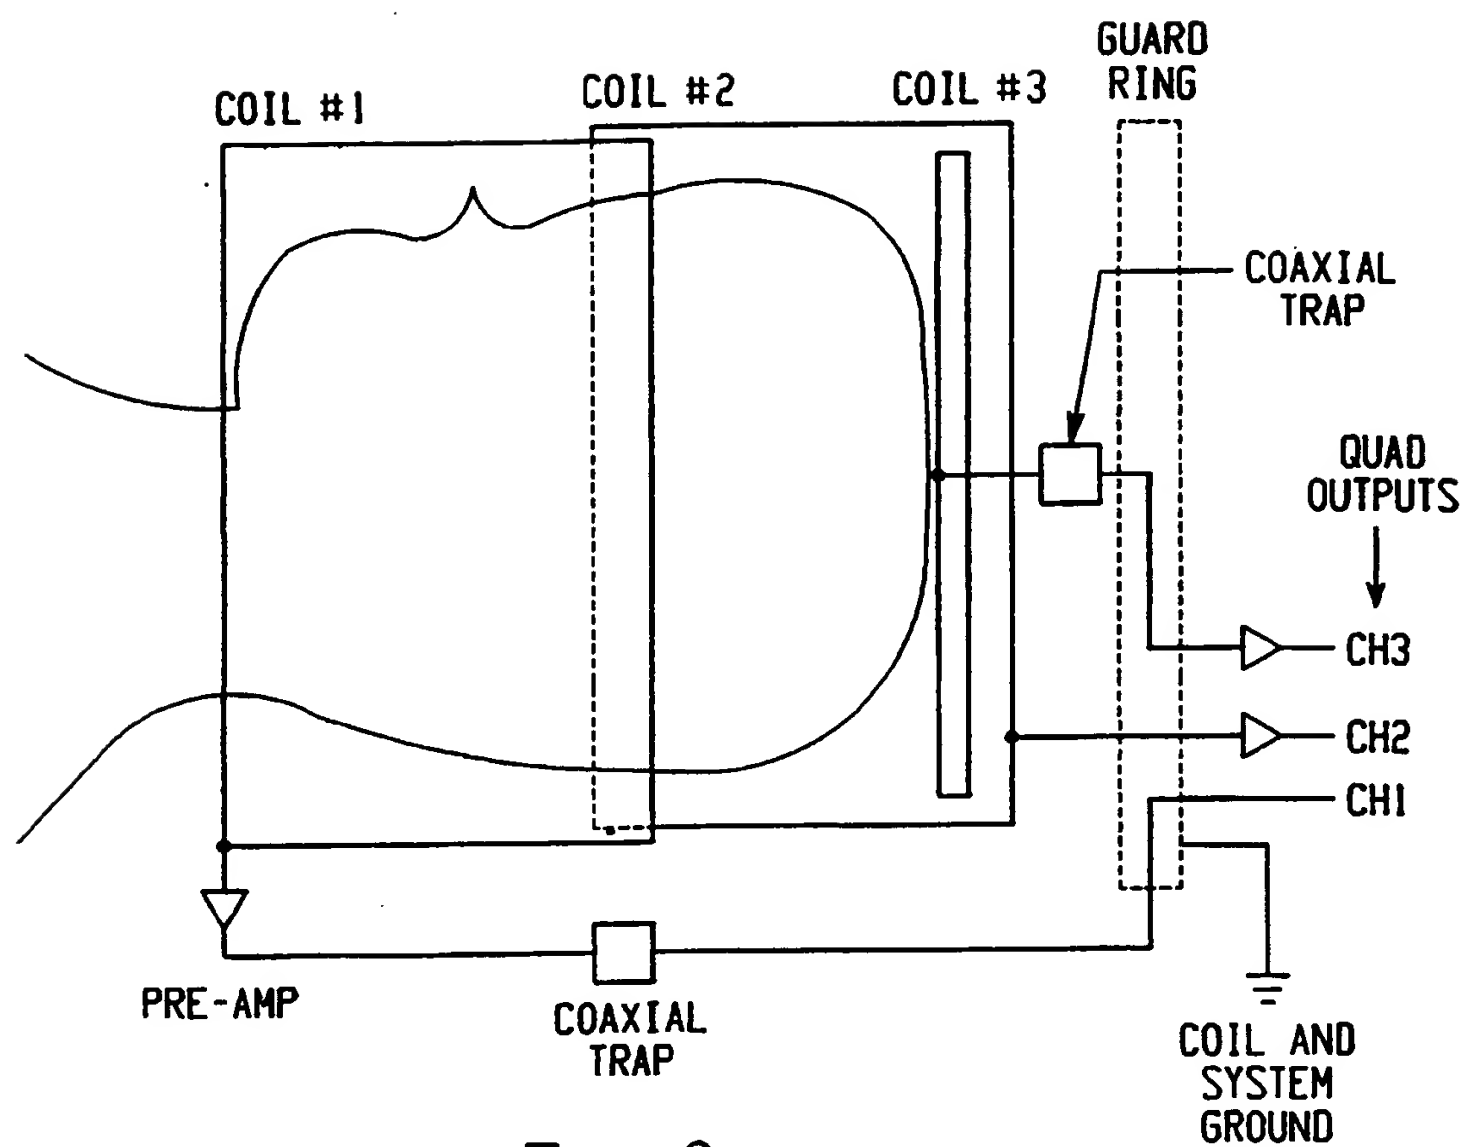 COIL #1
COIL #2
COIL #3
GUARD
RING
COAXIAL
TRAP
QUAD
OUTPUTS
CH3
CH2
CH1
PRE-AMP
COAXIAL
TRAP
COIL AND
SYSTEM
GROUND